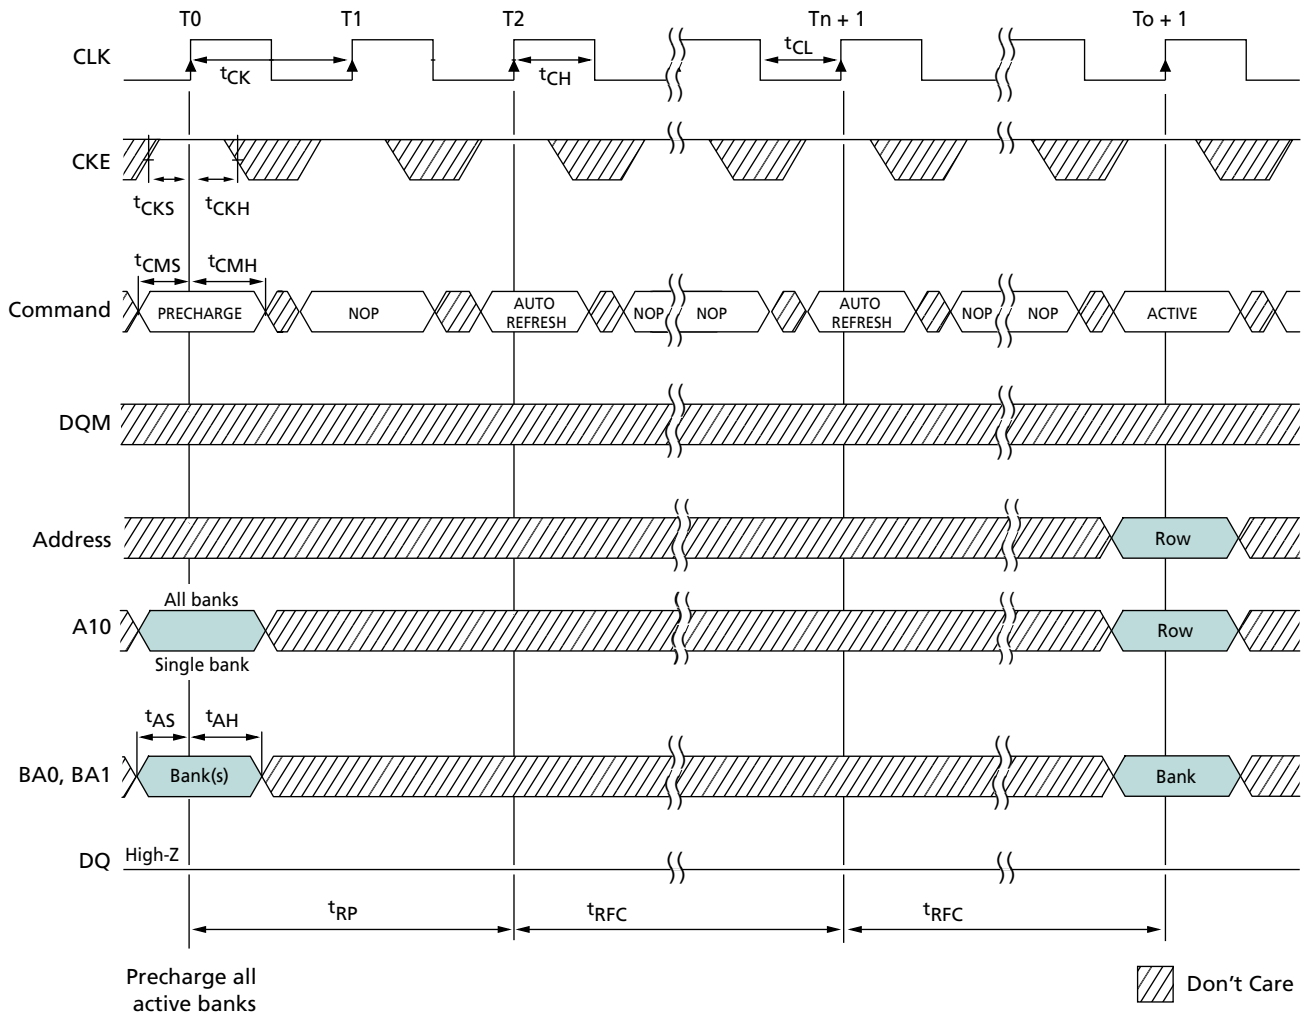 T0 T1 T2 Tn + 1 To + 1
CLK
tCK
tCH
tCL
CKE
tCKS tCKH
tCMS tCMH
Command
PRECHARGE
NOP
AUTO
REFRESH
NOP
NOP
AUTO
REFRESH
NOP
NOP
ACTIVE
DQM
Address
Row
All banks
A10
Row
Single bank
tAS tAH
BA0, BA1
Bank(s)
Bank
DQ
High-Z
tRP tRFC tRFC
Precharge all
active banks
Don't Care